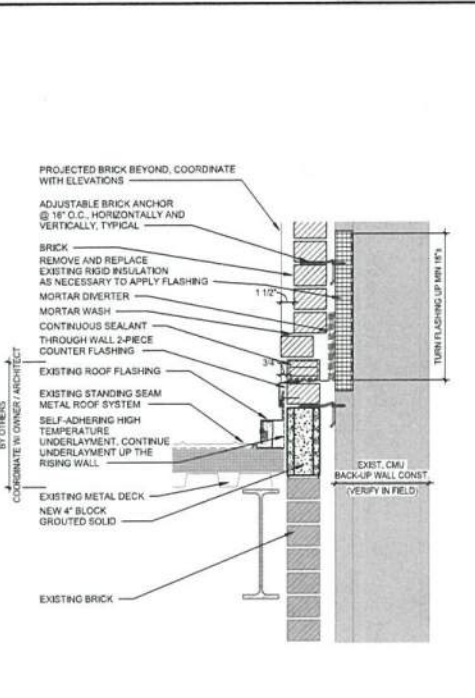 PROJECTED BRICK BEYOND, COORDINATE
WITH ELEVATIONS
ADJUSTABLE BRICK ANCHOR
@ 16" O.C., HORIZONTALLY AND
VERTICALLY, TYPICAL
BRICK
REMOVE AND REPLACE
EXISTING RIGID INSULATION
AS NECESSARY TO APPLY FLASHING
MORTAR DIVERTER
MORTAR WASH
CONTINUOUS SEALANT
THROUGH WALL 2-PIECE
COUNTER FLASHING
EXISTING ROOF FLASHING
EXISTING STANDING SEAM
METAL ROOF SYSTEM
SELF-ADHERING HIGH
TEMPERATURE
UNDERLAYMENT, CONTINUE
UNDERLAYMENT UP THE
RISING WALL
EXISTING METAL DECK
NEW 4" BLOCK
GROUTED SOLID
EXISTING BRICK
BY OTHERS
COORDINATE W/ OWNER / ARCHITECT
1 1/2"
3/4"
TURN FLASHING UP MIN 16"±
EXIST. CMU
BACK-UP WALL CONST.
(VERIFY IN FIELD)